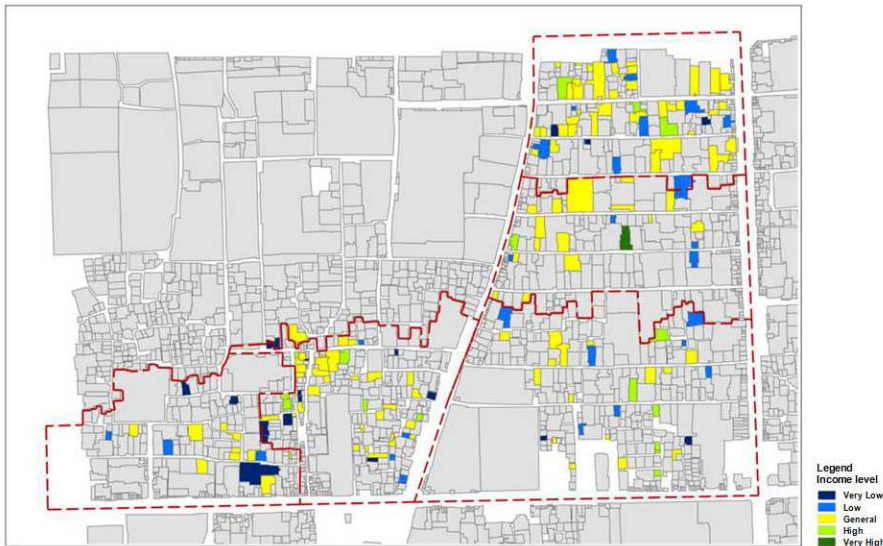 Legend
Income level
Very Low
Low
General
High
Very High